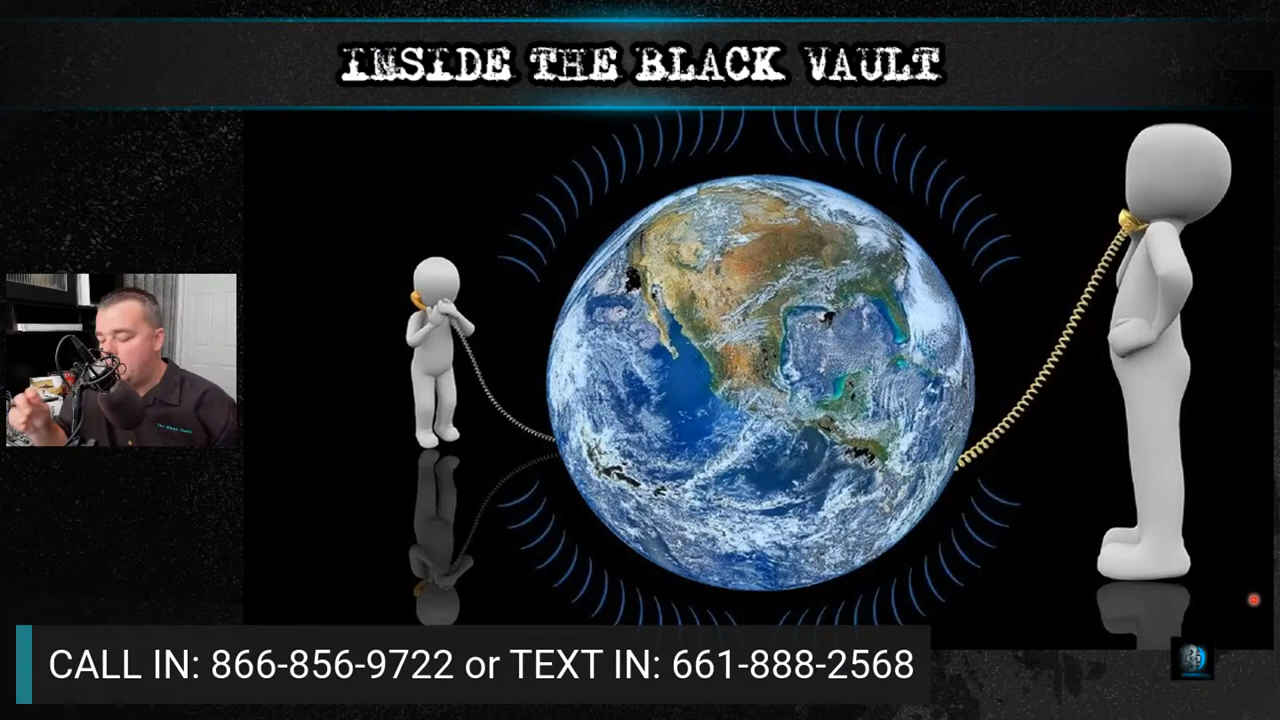 INSIDE THE BLACK VAULT
CALL IN: 866-856-9722 or TEXT IN: 661-888-2568